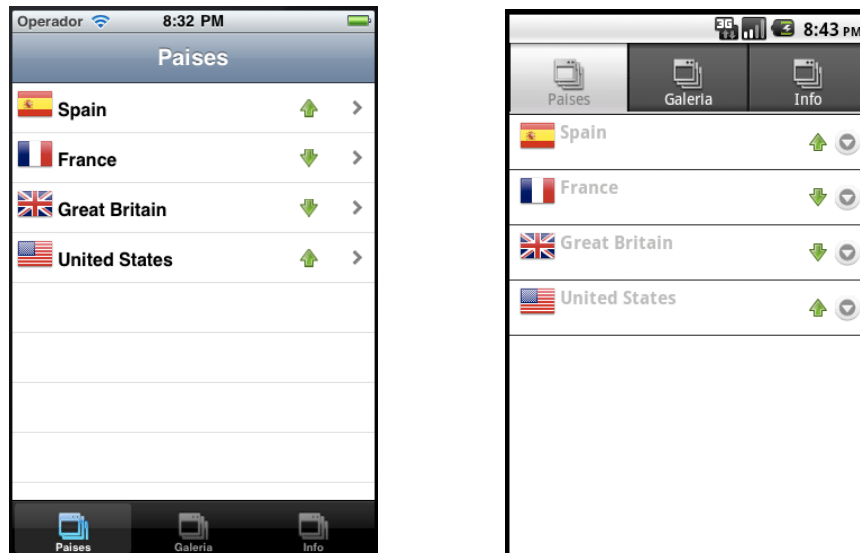 Operador 8:32 PM
Paises
Spain
France
Great Britain
United States
Paises Galeria Info
3G 8:43 PM
Paises Galeria Info
Spain
France
Great Britain
United States